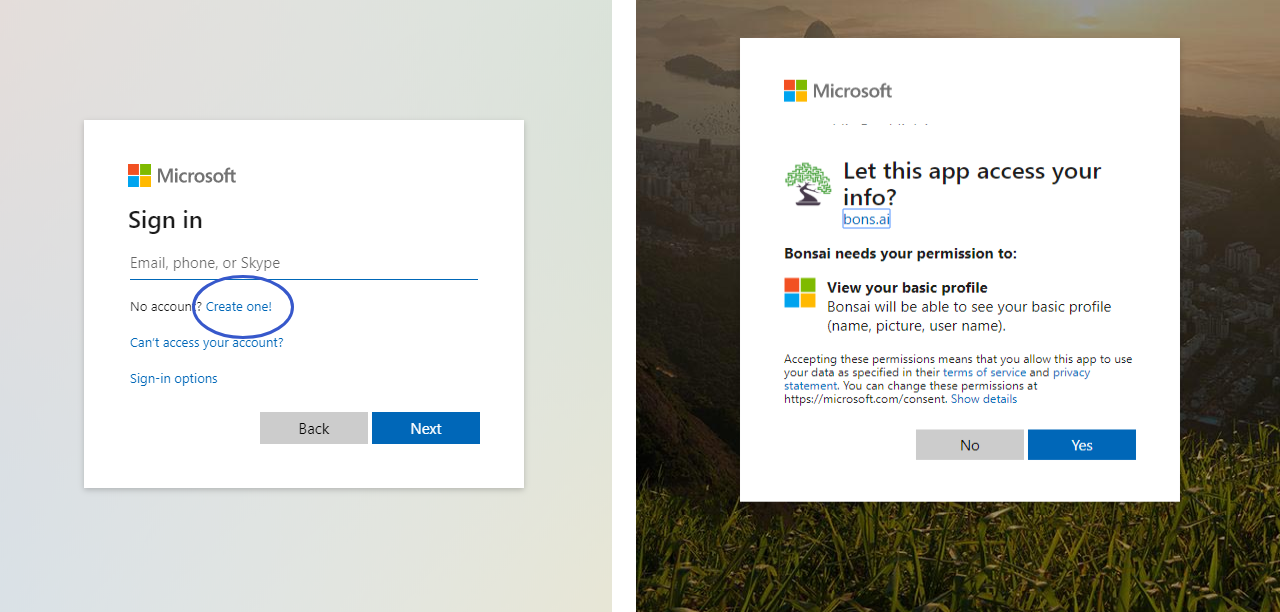 Microsoft
Sign in
Email, phone, or Skype
No account? Create one!
Can't access your account?
Sign-in options
Back
Next
Microsoft
Let this app access your
info?
bons.ai
Bonsai needs your permission to:
View your basic profile
Bonsai will be able to see your basic profile
(name, picture, user name).
Accepting these permissions means that you allow this app to use
your data as specified in their terms of service and privacy
statement. You can change these permissions at
https://microsoft.com/consent. Show details
No
Yes